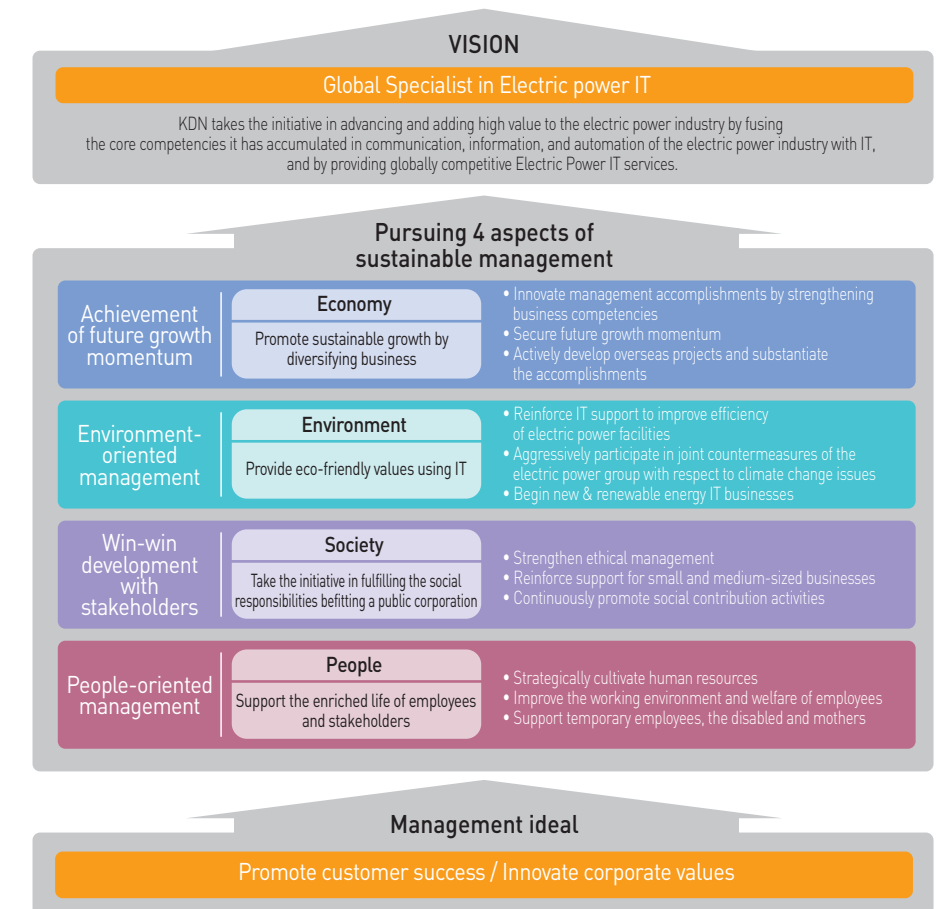 VISION
Global Specialist in Electric power IT
KDN takes the initiative in advancing and adding high value to the electric power industry by fusing
the core competencies it has accumulated in communication, information, and automation of the electric power industry with IT,
and by providing globally competitive Electric Power IT services.
Pursuing 4 aspects of
sustainable management
Achievement
of future growth
momentum
Economy
Promote sustainable growth by
diversifying business
• Innovate management accomplishments by strengthening
business competencies
• Secure future growth momentum
• Actively develop overseas projects and substantiate
the accomplishments
Environment-
oriented
management
Environment
Provide eco-friendly values using IT
• Reinforce IT support to improve efficiency
of electric power facilities
• Aggressively participate in joint countermeasures of the
electric power group with respect to climate change issues
• Begin new & renewable energy IT businesses
Win-win
development
with
stakeholders
Society
Take the initiative in fulfilling the social
responsibilities befitting a public corporation
• Strengthen ethical management
• Reinforce support for small and medium-sized businesses
• Continuously promote social contribution activities
People-oriented
management
People
Support the enriched life of employees
and stakeholders
• Strategically cultivate human resources
• Improve the working environment and welfare of employees
• Support temporary employees, the disabled and mothers
Management ideal
Promote customer success / Innovate corporate values